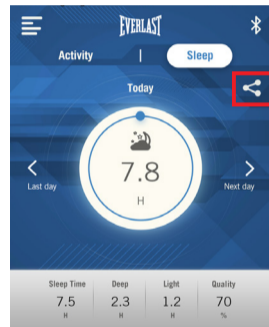 EVERLAST
Activity | Sleep
Today
7.8
H
Last day
Next day
Sleep Time Deep Light Quality
7.5 2.3 1.2 70
H H H %